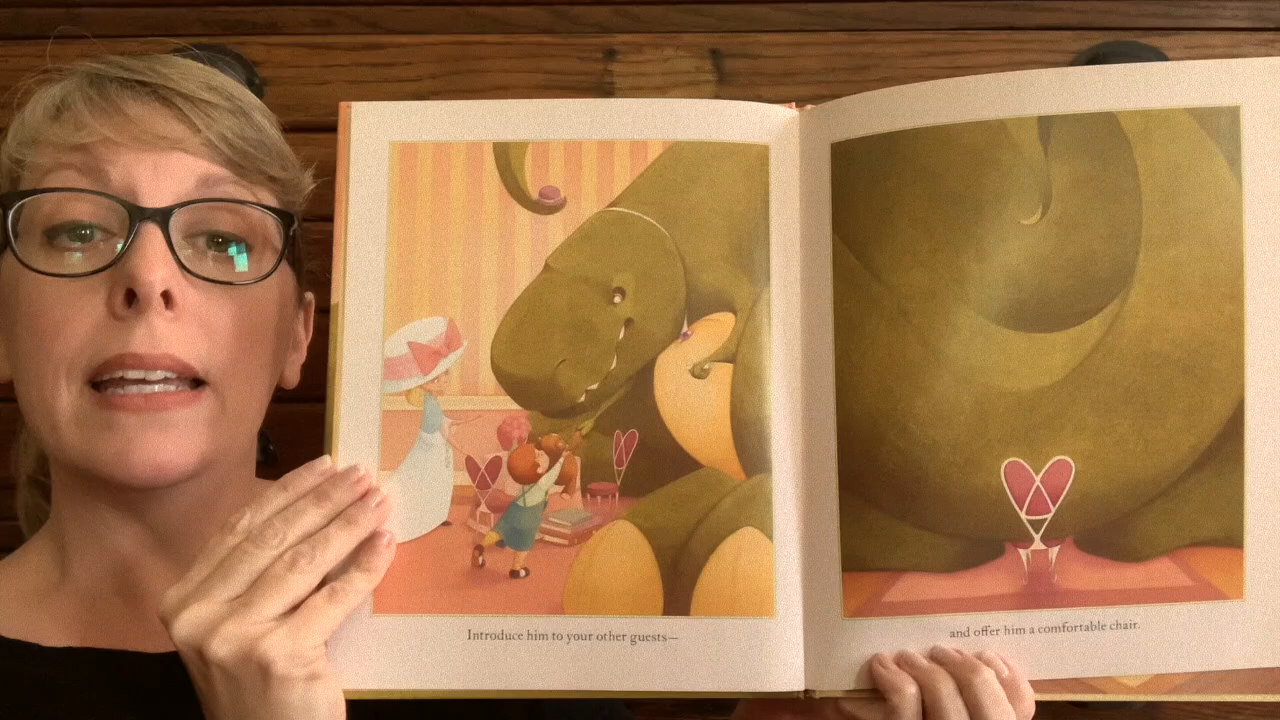 Introduce him to your other guests—
and offer him a comfortable chair.